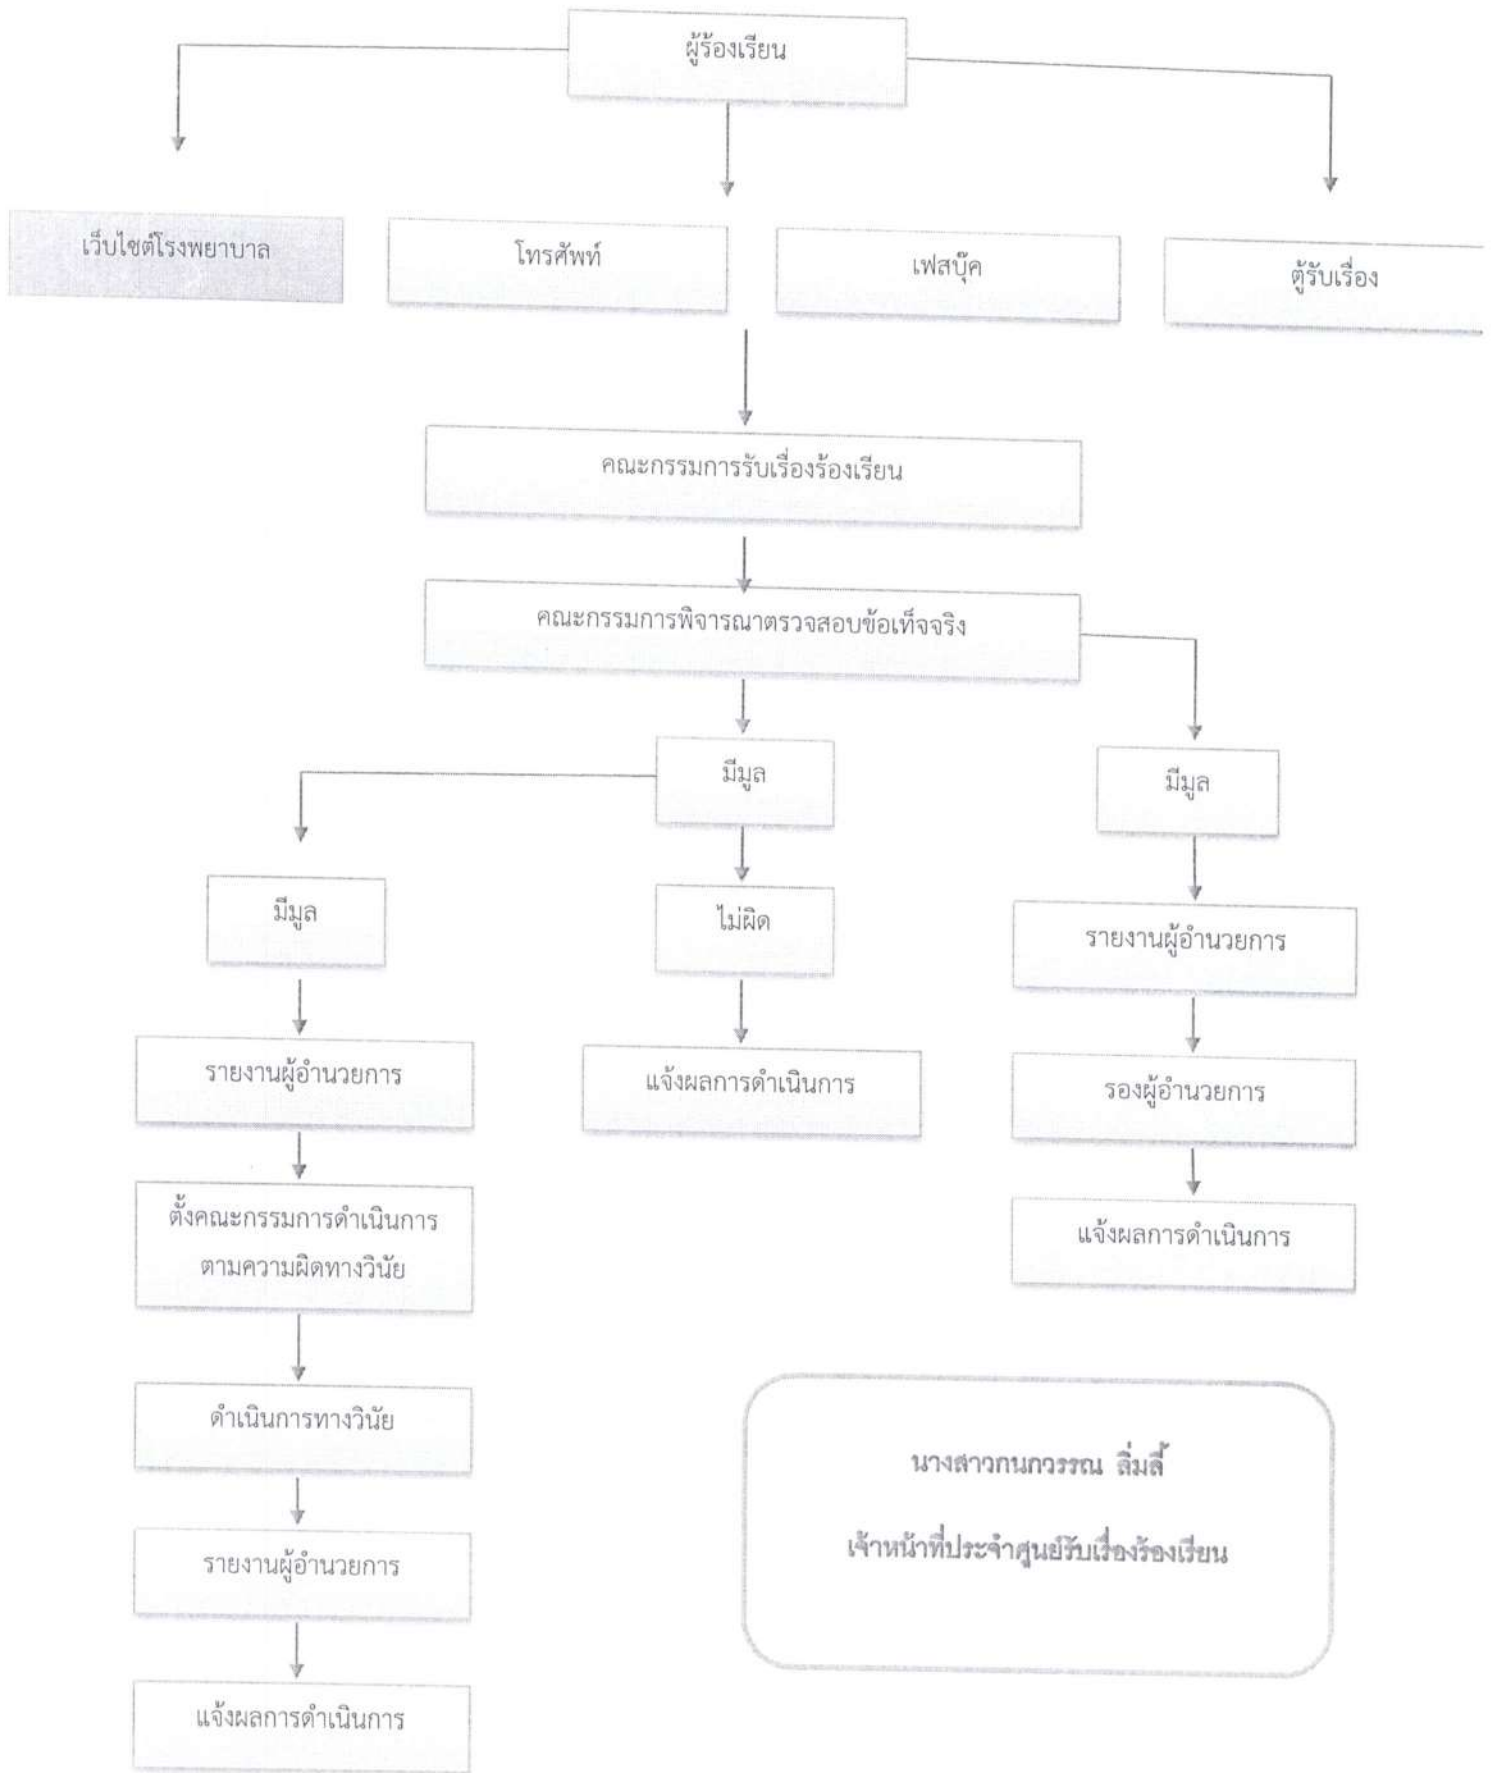 ผู้ร้องเรียน
เว็บไซต์โรงพยาบาล
โทรศัพท์
เฟสบุ๊ค
ตู้รับเรื่อง
คณะกรรมการรับเรื่องร้องเรียน
คณะกรรมการพิจารณาตรวจสอบข้อเท็จจริง
มีมูล
มีมูล
มีมูล
ไม่ผิด
รายงานผู้อำนวยการ
รายงานผู้อำนวยการ
แจ้งผลการดำเนินการ
รองผู้อำนวยการ
ตั้งคณะกรรมการดำเนินการ
ตามความผิดทางวินัย
แจ้งผลการดำเนินการ
ดำเนินการทางวินัย
นางสาวกนกวรรณ ลิ่มลี้
เจ้าหน้าที่ประจำศูนย์รับเรื่องร้องเรียน
รายงานผู้อำนวยการ
แจ้งผลการดำเนินการ